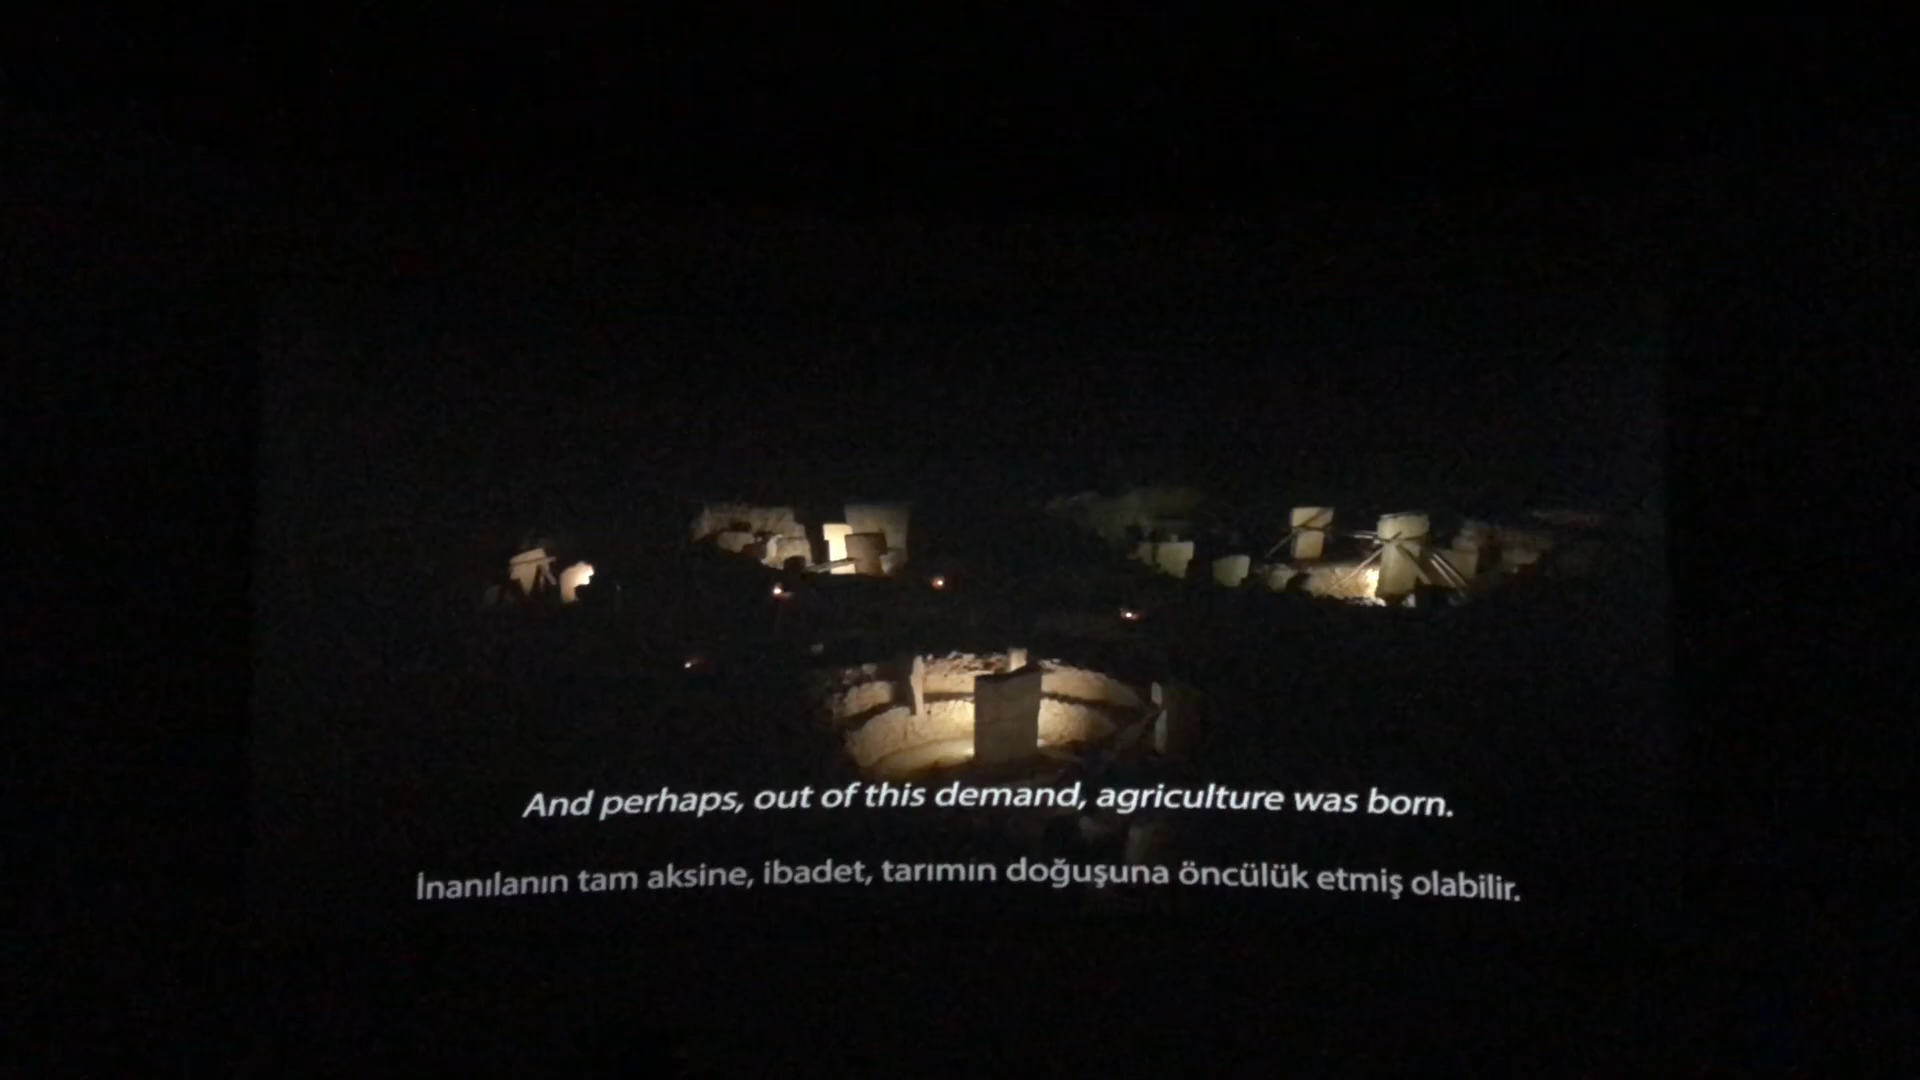 And perhaps, out of this demand, agriculture was born.
İnanılanın tam aksine, ibadet, tarımın doğuşuna öncülük etmiş olabilir.